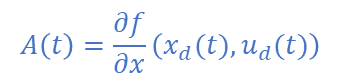 A(t) = ∂f/∂x (x_d(t), u_d(t))